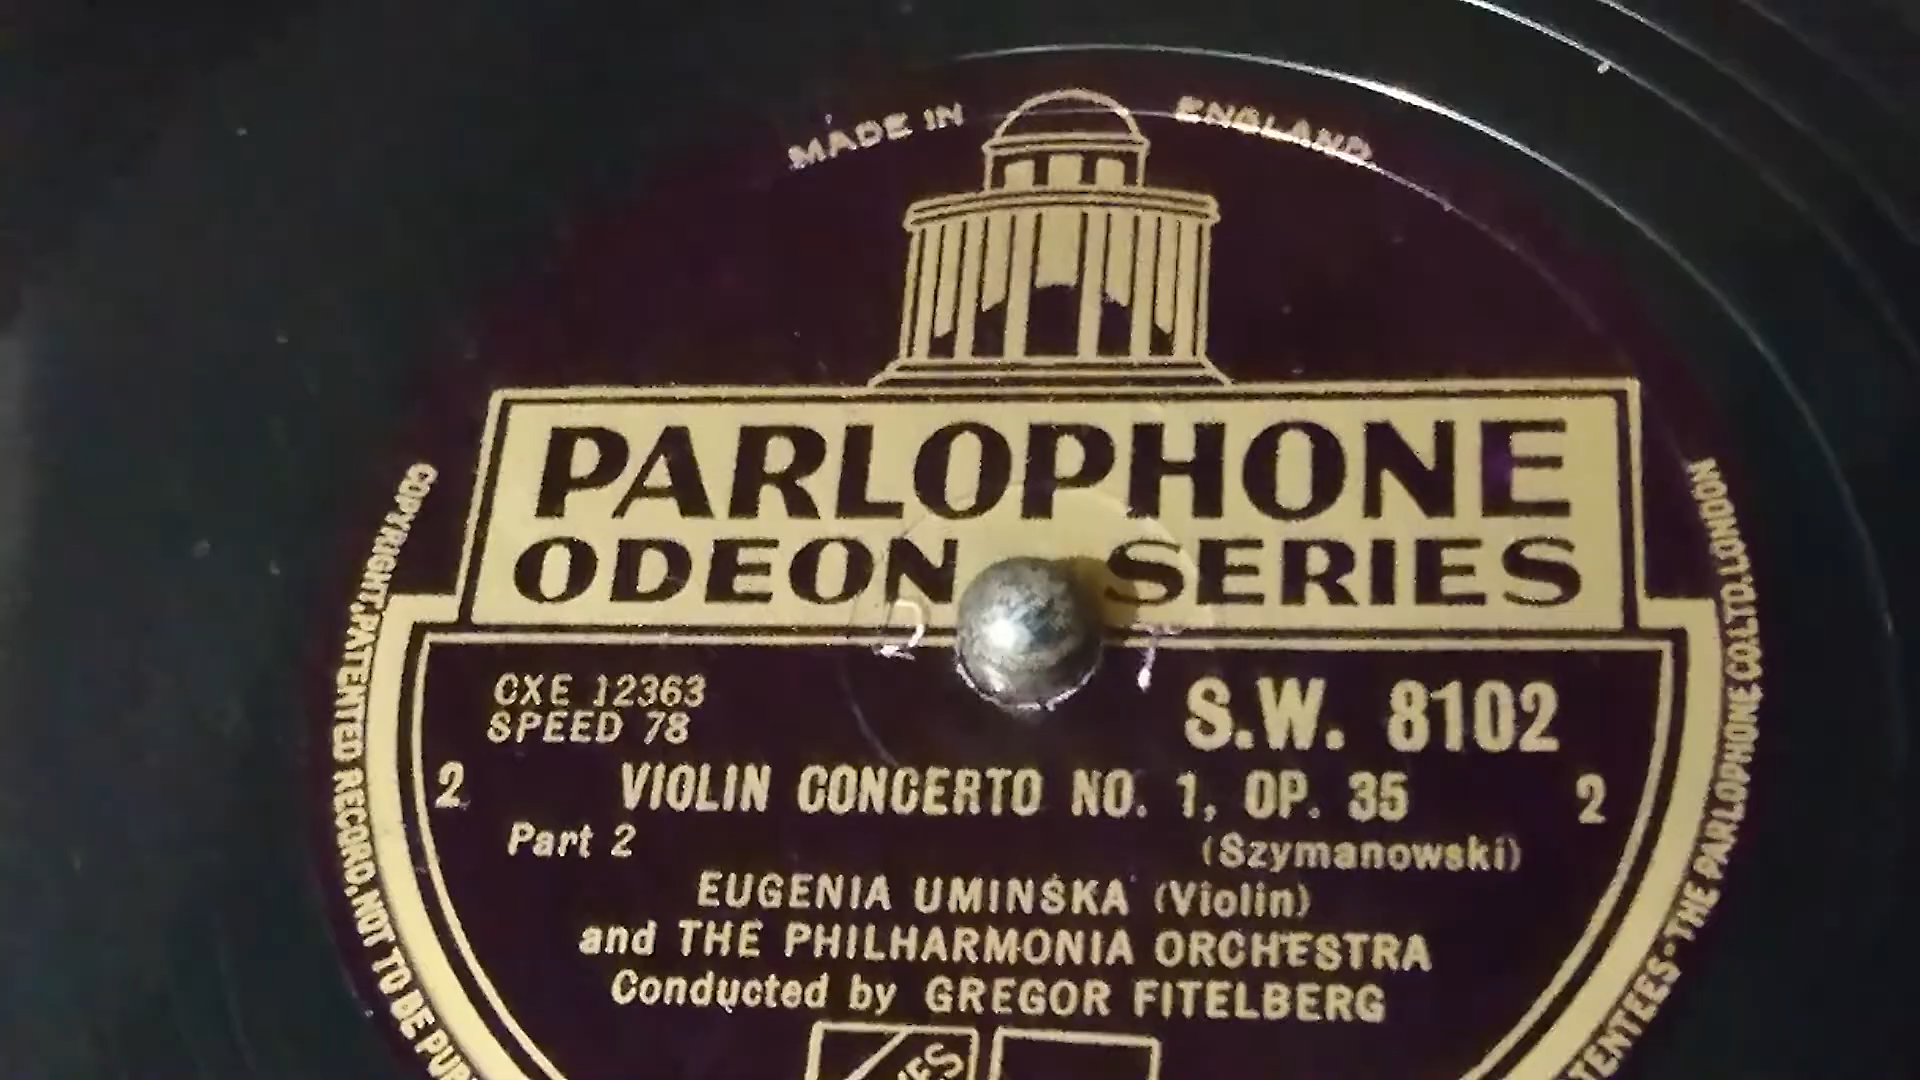 MADE IN ENGLAND
PARLOPHONE
ODEON SERIES
CXE 12363
SPEED 78
S.W. 8102
2 VIOLIN CONCERTO NO. 1, OP. 35 2
Part 2
(Szymanowski)
EUGENIA UMINSKA (Violin)
and THE PHILHARMONIA ORCHESTRA
Conducted by GREGOR FITELBERG
COPYRIGHT. PATENTED RECORD. NOT TO BE
THE PARLOPHONE CO. LTD. LONDON